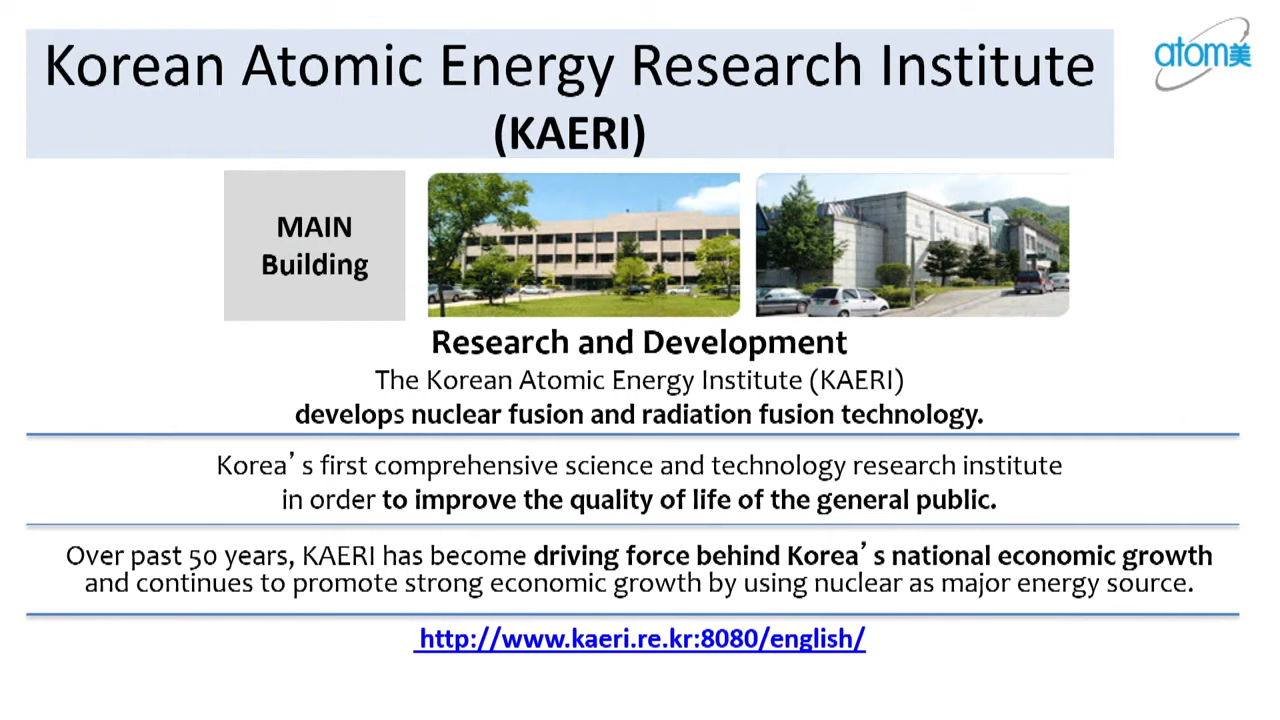 Korean Atomic Energy Research Institute
(KAERI)
atom美
MAIN
Building
Research and Development
The Korean Atomic Energy Institute (KAERI)
develops nuclear fusion and radiation fusion technology.
Korea’s first comprehensive science and technology research institute
in order to improve the quality of life of the general public.
Over past 50 years, KAERI has become driving force behind Korea’s national economic growth
and continues to promote strong economic growth by using nuclear as major energy source.
http://www.kaeri.re.kr:8080/english/